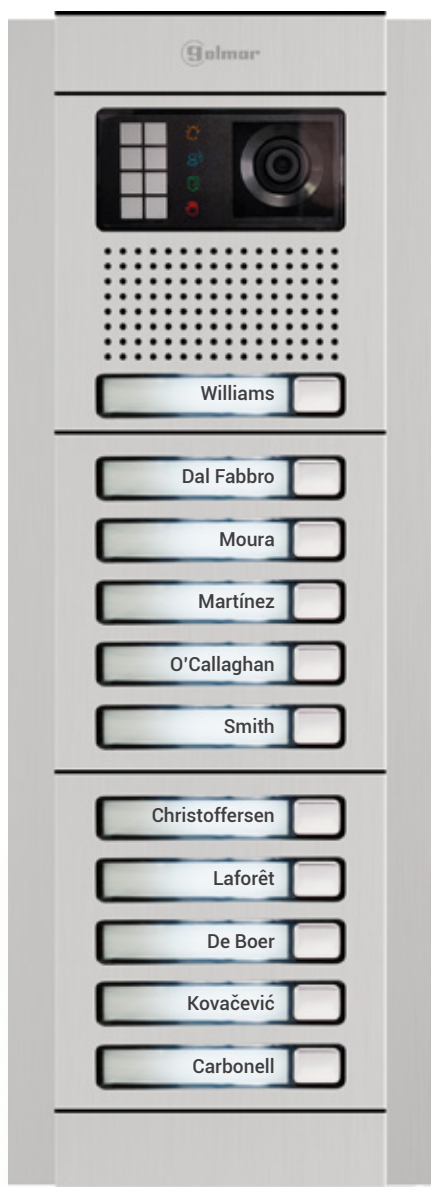 golmar
Williams
Dal Fabbro
Moura
Martínez
O'Callaghan
Smith
Christoffersen
Laforêt
De Boer
Kovačević
Carbonell